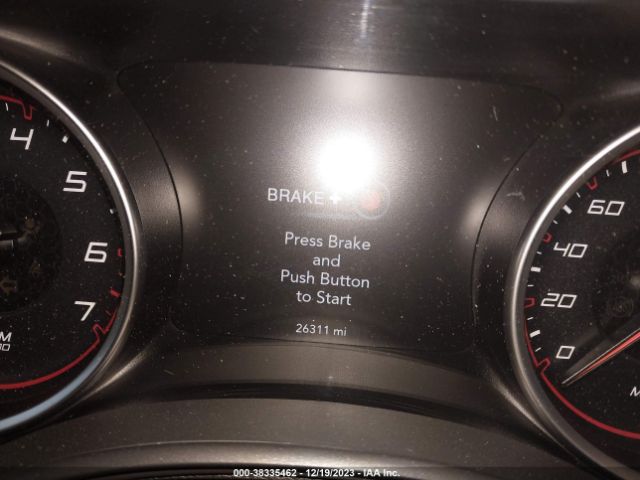 4
5
6
7
BRAKE +
Press Brake
and
Push Button
to Start
26311 mi
60
40
20
0
000-38335462 - 12/19/2023 - IAA Inc.